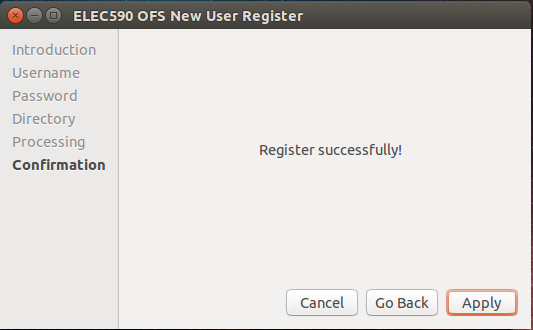 ELEC590 OFS New User Register
Introduction
Username
Password
Directory
Processing
Confirmation
Register successfully!
Cancel
Go Back
Apply